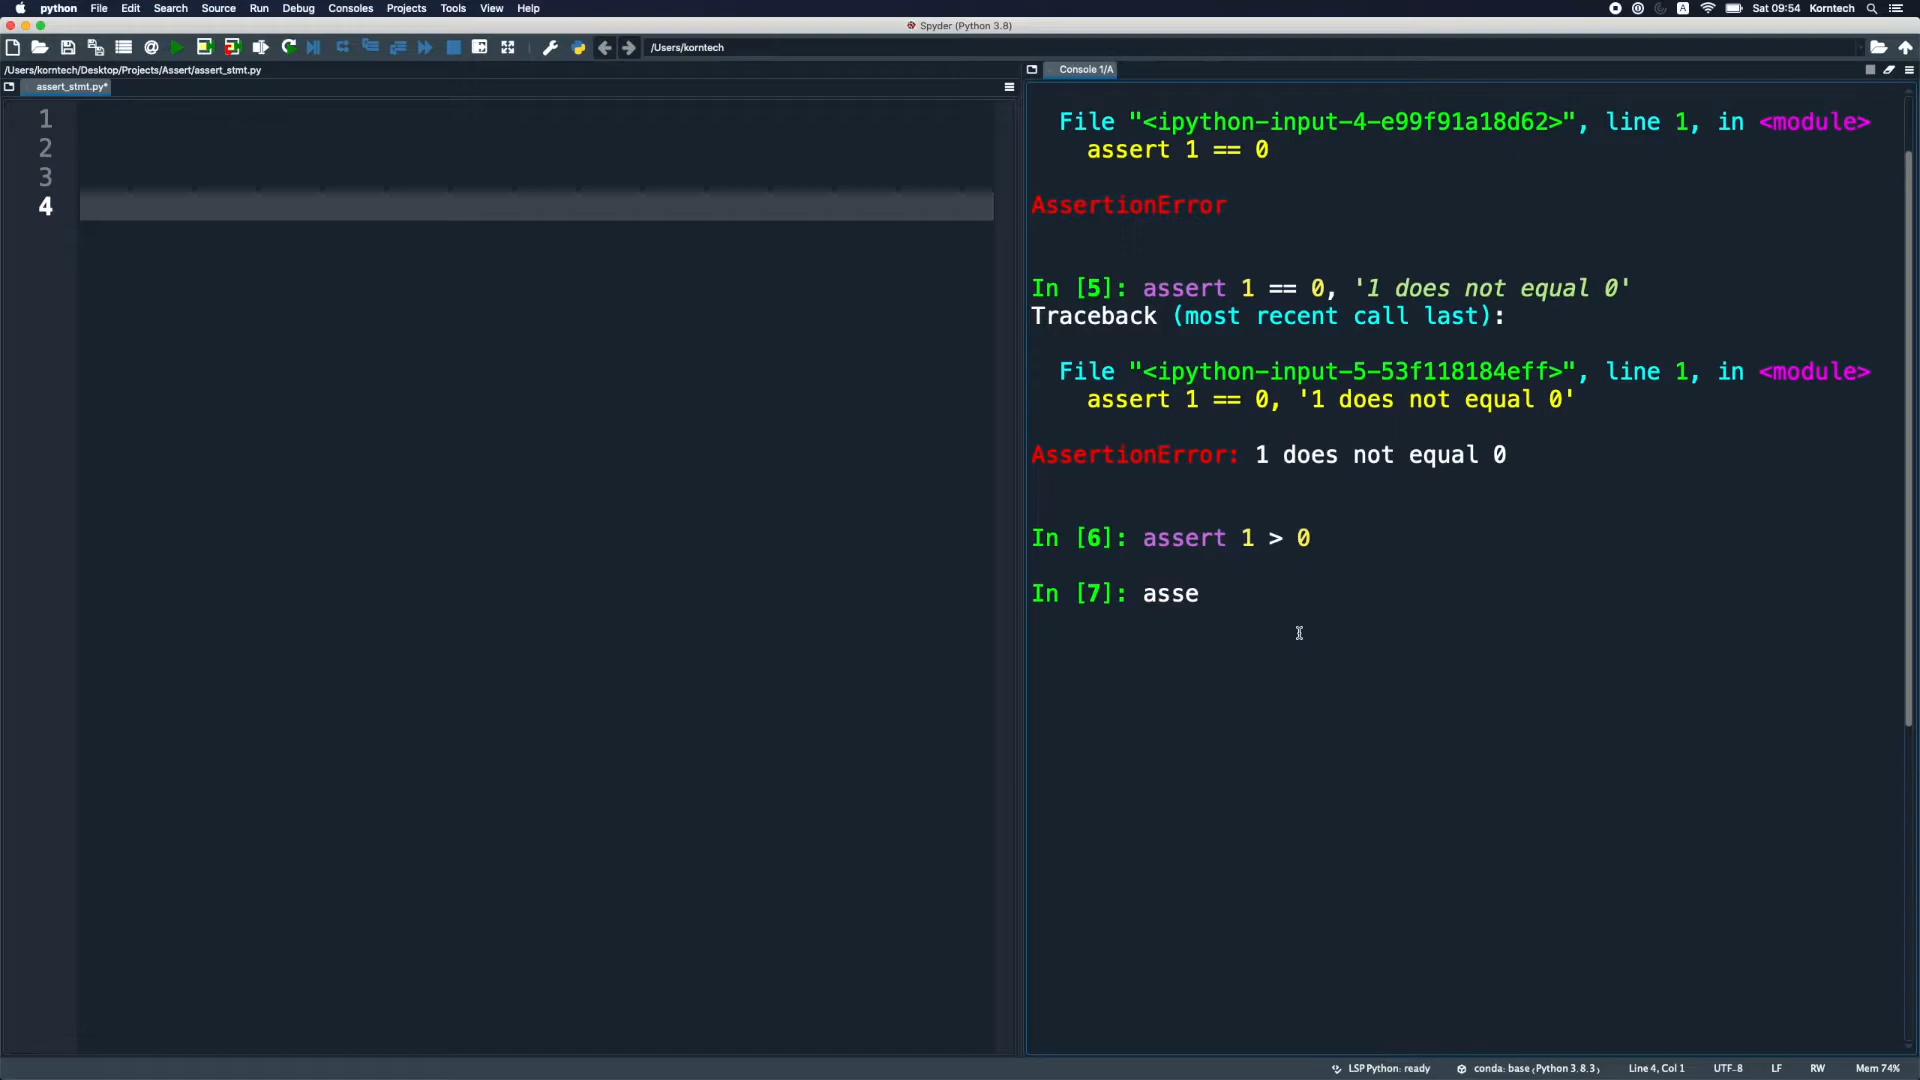 python File Edit Search Source Run Debug Consoles Projects Tools View Help
A Sat 09:54 Korntech
Spyder (Python 3.8)
/Users/korntech
/Users/korntech/Desktop/Projects/Assert/assert_stmt.py
assert_stmt.py*
1
2
3
4
Console 1/A
File "<ipython-input-4-e99f91a18d62>", line 1, in <module>
assert 1 == 0
AssertionError
In [5]: assert 1 == 0, '1 does not equal 0'
Traceback (most recent call last):
File "<ipython-input-5-53f118184eff>", line 1, in <module>
assert 1 == 0, '1 does not equal 0'
AssertionError: 1 does not equal 0
In [6]: assert 1 > 0
In [7]: asse
LSP Python: ready conda: base (Python 3.8.3) Line 4, Col 1 UTF-8 LF RW Mem 74%